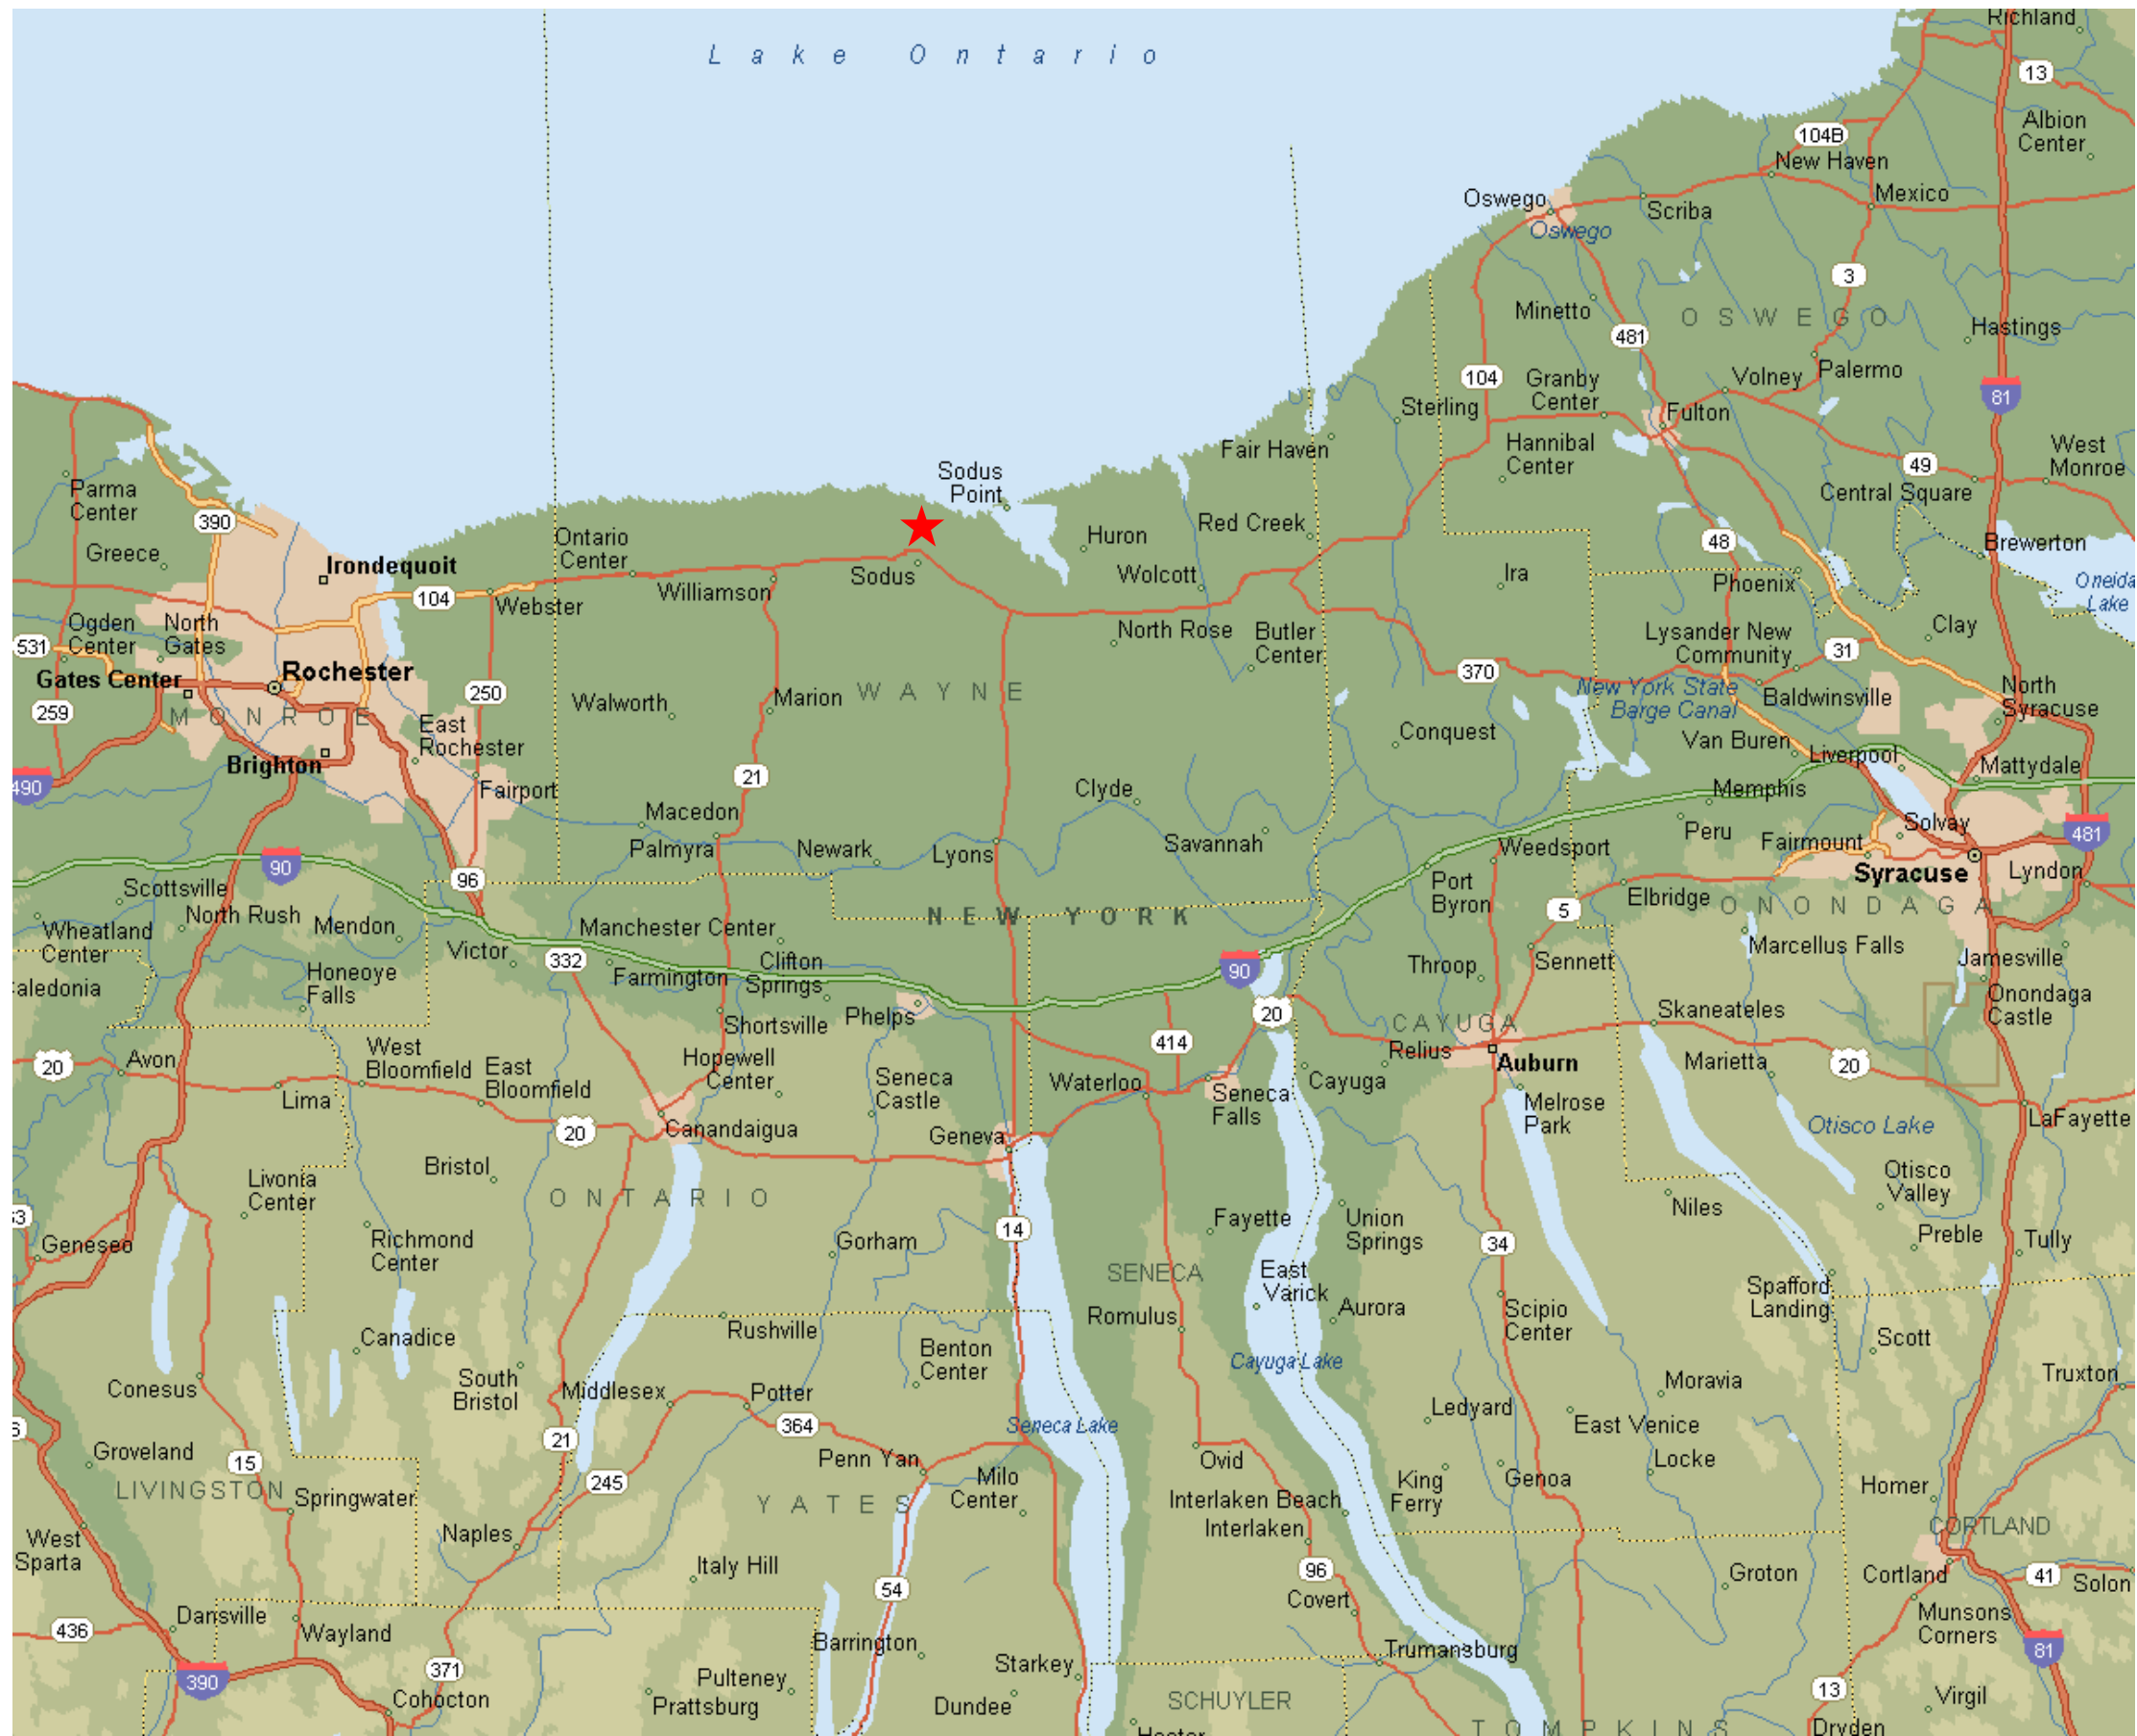 Richland
Lake Ontario
13
Albion
Center
104B
New Haven
Mexico
Oswego
Scriba
Oswego
3
Minetto
OSWEGO
Hastings
481
104
Granby
Center
Volney
Palermo
81
Sterling
Fulton
Fair Haven
Hannibal
Center
West
Monroe
49
Central Square
Sodus
Point
Parma
Center
390
Greece
Ontario
Center
Huron
Red Creek
48
Brewerton
Irondequoit
Sodus
Wolcott
Ira
Phoenix
Oneida
Lake
104
Webster
Williamson
Ogden
Center
North
Gates
531
North Rose
Butler
Center
Lysander New
Community
31
Clay
Rochester
Gates Center
250
370
259
MONROE
Walworth
Marion
WAYNE
New York State
Barge Canal
Baldwinsville
North
Syracuse
East
Rochester
Conquest
Van Buren
Liverpool
Brighton
Mattydale
490
21
Fairport
Clyde
Memphis
Macedon
Peru
Solvay
481
Palmyra
Newark
Lyons
Savannah
Weedsport
Fairmount
90
96
Syracuse
Lyndon
Scottsville
Port
Byron
Elbridge
5
ONONDAGA
North Rush
Mendon
NEW YORK
Wheatland
Center
Manchester Center
Marcellus Falls
Victor
332
Farmington
Clifton
Springs
90
Throop
Sennett
Jamesville
Honeoye
Falls
aledonia
Phelps
20
Skaneateles
Onondaga
Castle
Shortsville
CAYUGA
414
Relius
Auburn
20
Avon
West
Bloomfield
East
Bloomfield
Hopewell
Center
Seneca
Castle
Waterloo
Cayuga
Marietta
20
Lima
Seneca
Falls
Melrose
Park
LaFayette
20
Canandaigua
Geneva
Otisco Lake
Bristol
Livonia
Center
ONTARIO
Otisco
Valley
Niles
63
Geneseo
Richmond
Center
Gorham
14
Fayette
Union
Springs
34
Preble
Tully
SENECA
East
Varick
Spafford
Landing
Romulus
Aurora
Scipio
Center
Rushville
Canadice
Benton
Center
Cayuga Lake
Scott
Conesus
South
Bristol
Middlesex
Potter
Moravia
Truxton
364
Seneca Lake
Ledyard
East Venice
21
Groveland
15
Penn Yan
Ovid
Locke
LIVINGSTON
245
Milo
Center
King
Ferry
Genoa
Homer
Springwater
YATES
Interlaken Beach
Interlaken
CORTLAND
West
Sparta
Naples
Italy Hill
96
Groton
Cortland
41
Solon
54
Covert
Dansville
Wayland
436
Munsons
Corners
Barrington
Trumansburg
81
390
371
Pulteney
Prattsburg
Starkey
Cohocton
Dundee
SCHUYLER
13
Virgil
TOMPKINS
Dryden
Hector